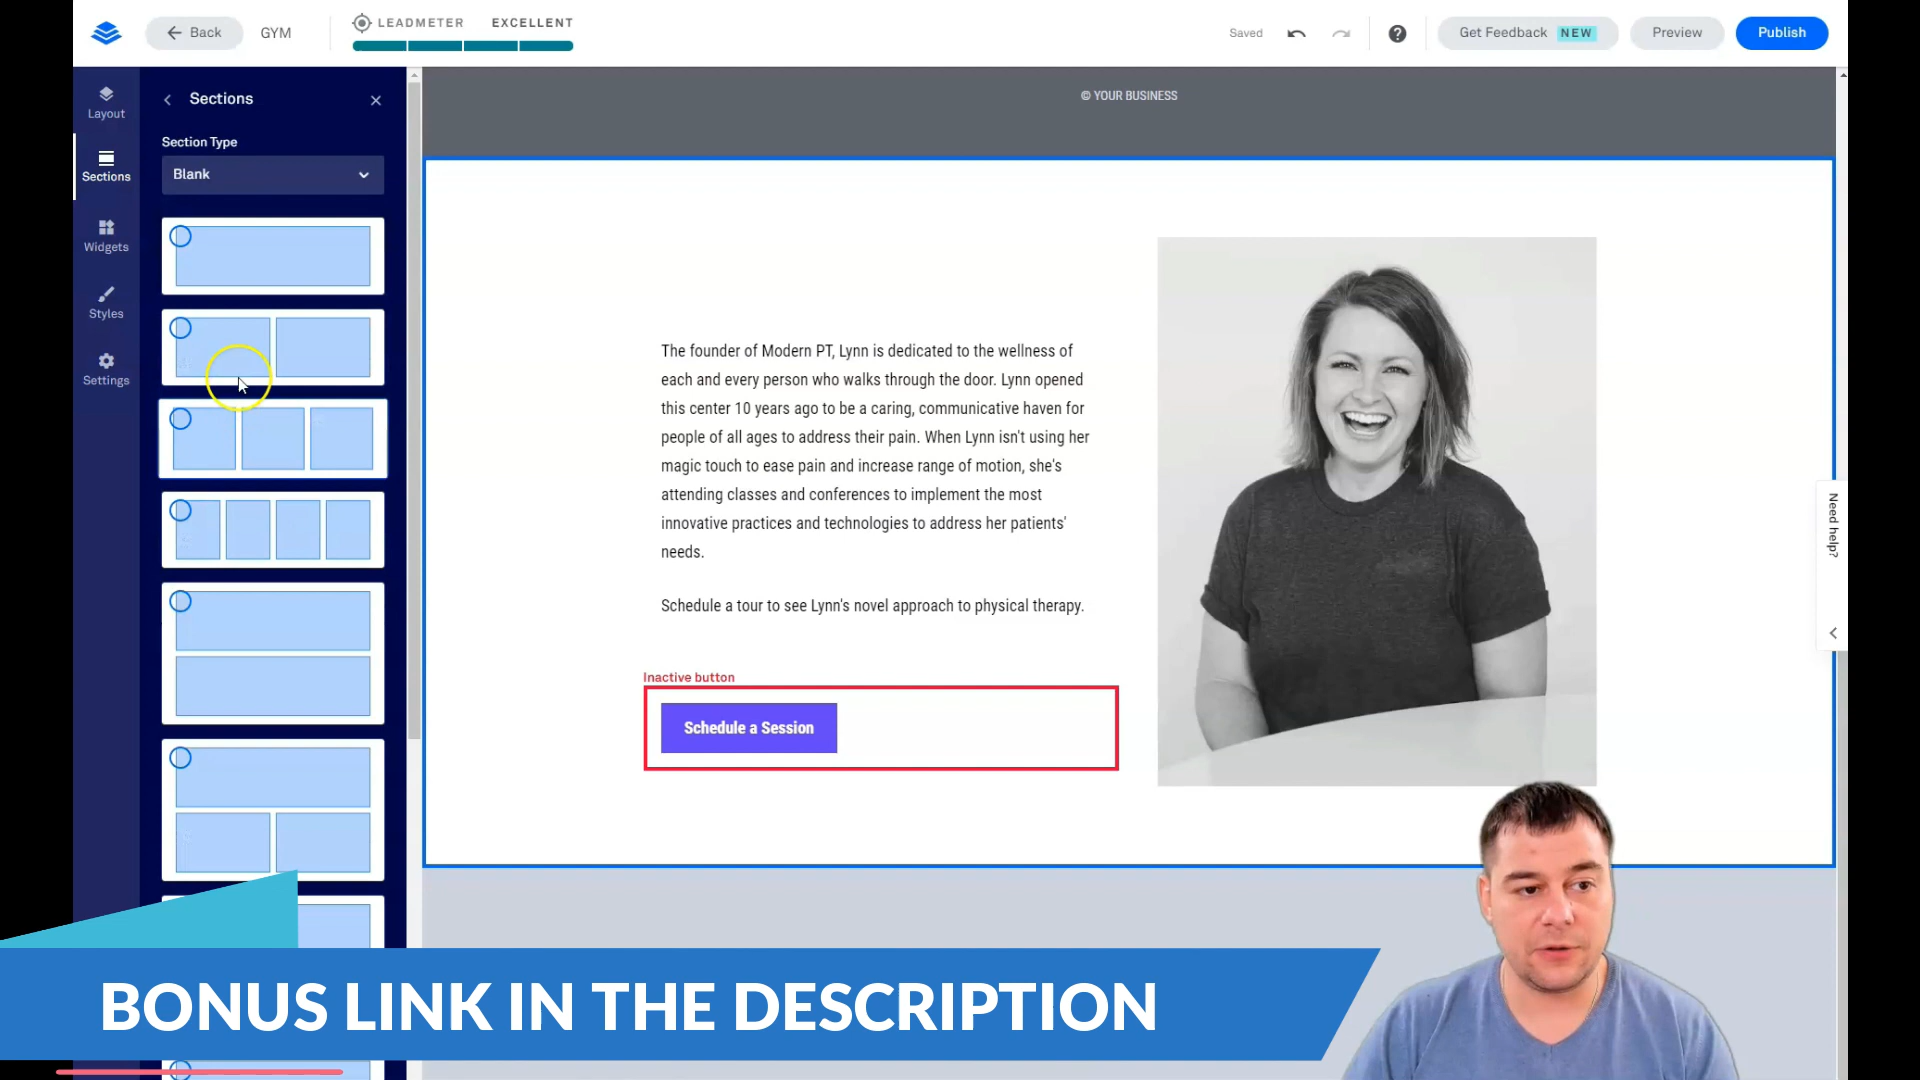 Back
GYM
LEADMETER
EXCELLENT
Saved
Get Feedback NEW
Preview
Publish
Layout
Sections
Widgets
Styles
Settings
Sections
Section Type
Blank
© YOUR BUSINESS
The founder of Modern PT, Lynn is dedicated to the wellness of
each and every person who walks through the door. Lynn opened
this center 10 years ago to be a caring, communicative haven for
people of all ages to address their pain. When Lynn isn't using her
magic touch to ease pain and increase range of motion, she's
attending classes and conferences to implement the most
innovative practices and technologies to address her patients'
needs.
Schedule a tour to see Lynn's novel approach to physical therapy.
Inactive button
Schedule a Session
Need help?
BONUS LINK IN THE DESCRIPTION